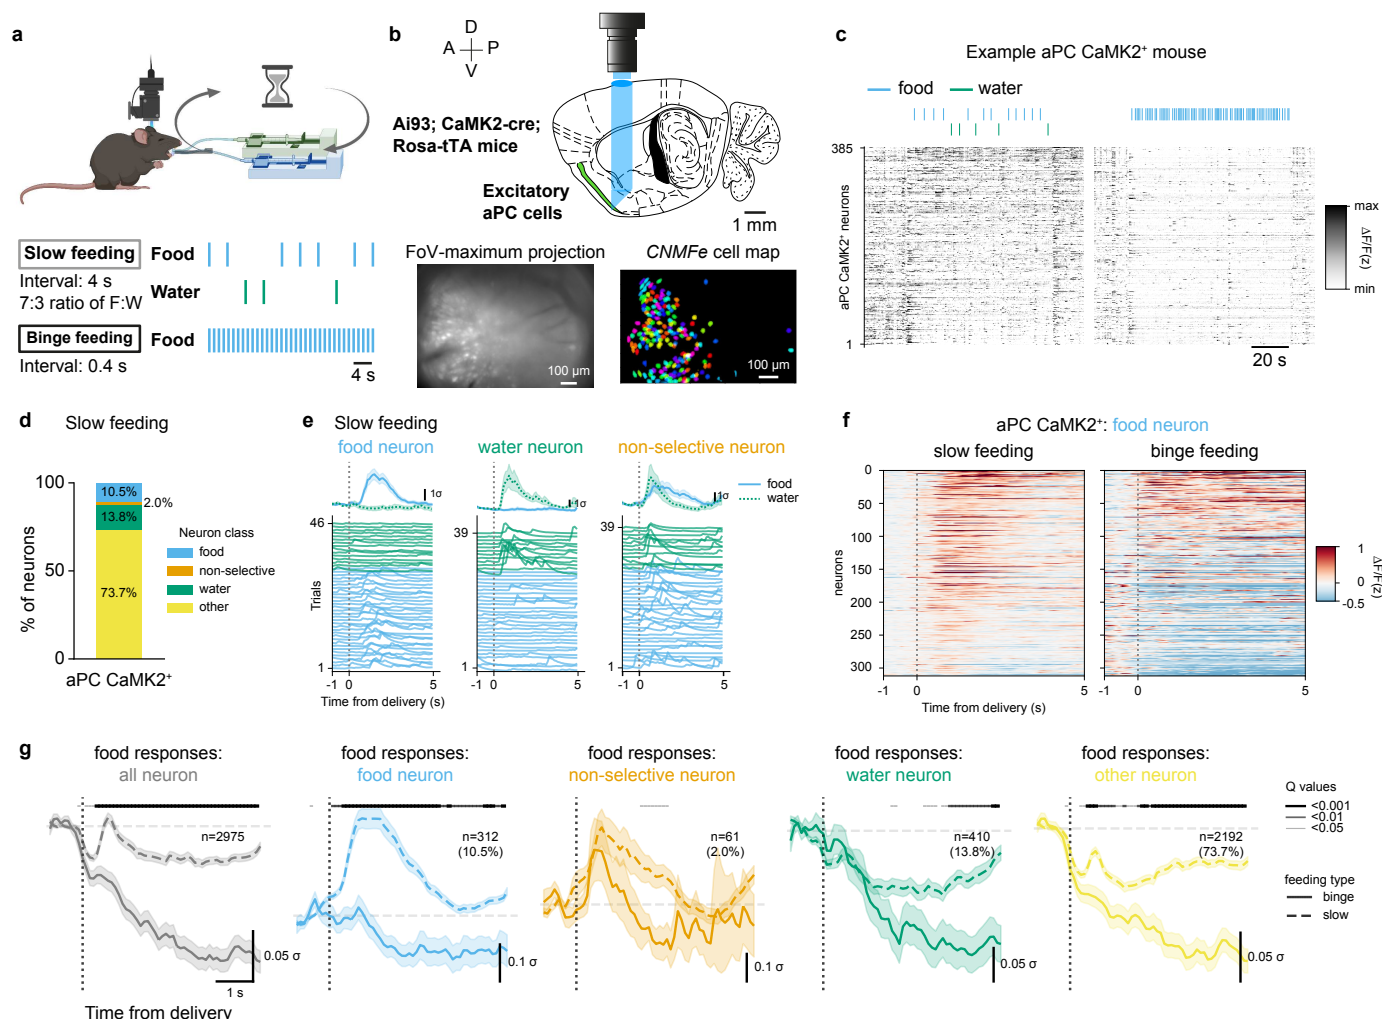 a
Slow feeding
Interval: 4 s
7:3 ratio of F:W
Binge feeding
Interval: 0.4 s
Food
Water
Food
4 s
b
D
A P
V
Ai93; CaMK2-cre;
Rosa-tTA mice
Excitatory
aPC cells
1 mm
FoV-maximum projection
CNMFe cell map
100 µm
100 µm
c
Example aPC CaMK2⁺ mouse
food water
385
aPC CaMK2⁺ neurons
1
20 s
max
ΔF/F(z)
min
d
Slow feeding
% of neurons
100
50
0
10.5%
2.0%
13.8%
73.7%
aPC CaMK2⁺
Neuron class
food
non-selective
water
other
e
Slow feeding
food neuron
water neuron
non-selective neuron
1σ
1σ
1σ
food
water
Trials
46
1
39
1
39
1
-1 0 5
-1 0 5
-1 0 5
Time from delivery (s)
f
aPC CaMK2⁺: food neuron
slow feeding
binge feeding
neurons
0
50
100
150
200
250
300
-1 0 5
-1 0 5
Time from delivery (s)
1
0
-0.5
ΔF/F(z)
g
food responses:
all neuron
n=2975
0.05 σ
1 s
Time from delivery
food responses:
food neuron
n=312
(10.5%)
0.1 σ
food responses:
non-selective neuron
n=61
(2.0%)
0.1 σ
food responses:
water neuron
n=410
(13.8%)
0.05 σ
food responses:
other neuron
n=2192
(73.7%)
0.05 σ
Q values
<0.001
<0.01
<0.05
feeding type
binge
slow